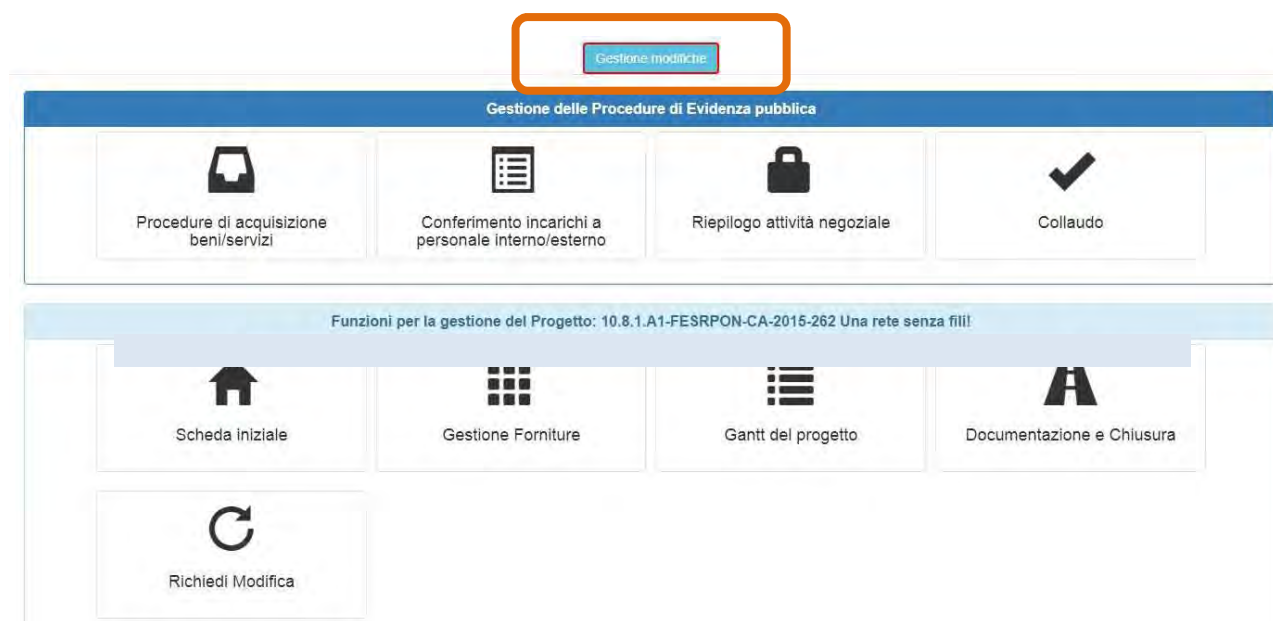 Gestione modifiche
Gestione delle Procedure di Evidenza pubblica
Procedure di acquisizione
beni/servizi
Conferimento incarichi a
personale interno/esterno
Riepilogo attività negoziale
Collaudo
Funzioni per la gestione del Progetto: 10.8.1.A1-FESRPON-CA-2015-262 Una rete senza fili!
Scheda iniziale
Gestione Forniture
Gantt del progetto
Documentazione e Chiusura
Richiedi Modifica